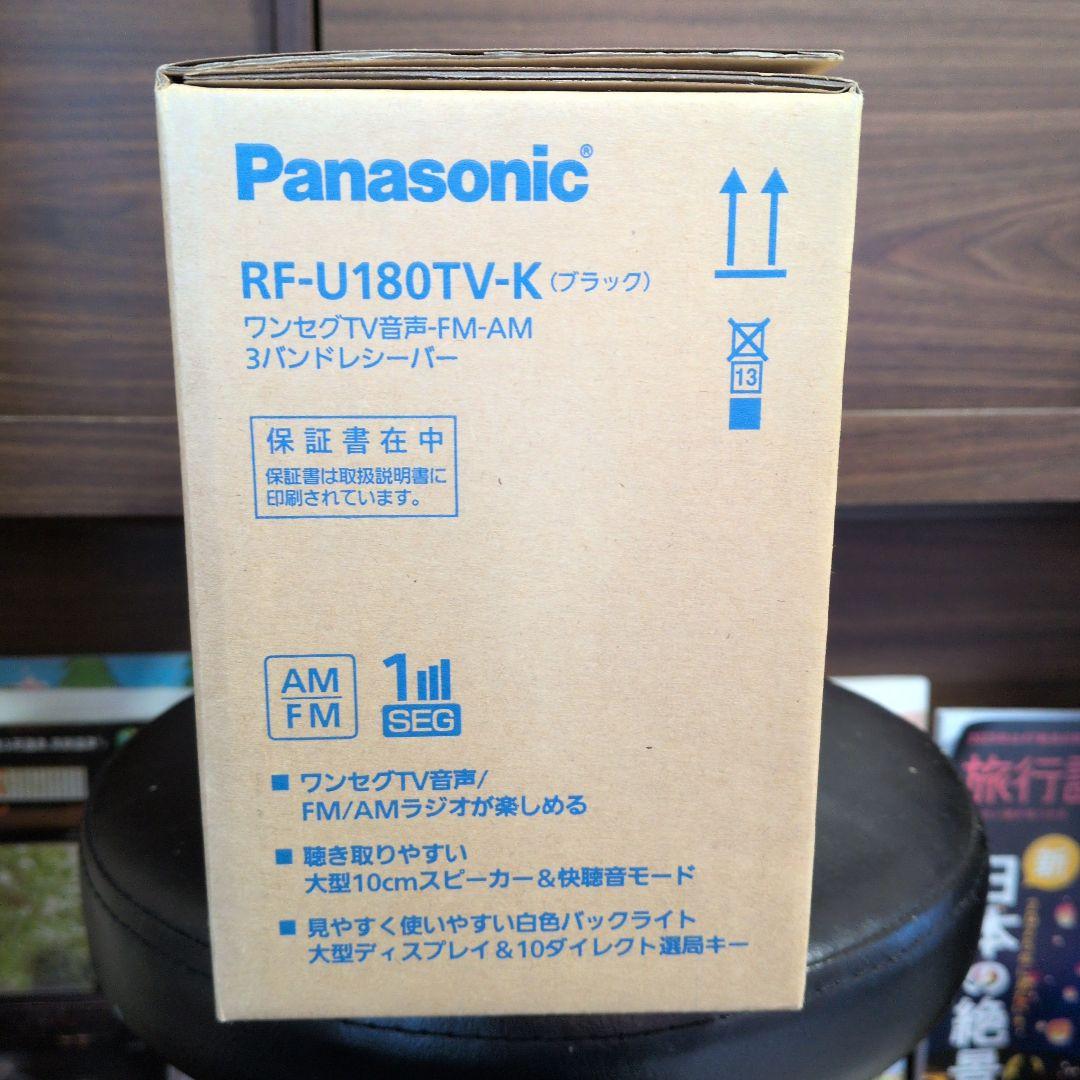 Panasonic®
RF-U180TV-K（ブラック）
ワンセグTV音声-FM-AM
3バンドレシーバー
13
保証書在中
保証書は取扱説明書に
印刷されています。
AM
FM
1
SEG
■ ワンセグTV音声/
FM/AMラジオが楽しめる
■ 聴き取りやすい
大型10cmスピーカー＆快聴音モード
■ 見やすく使いやすい白色バックライト
大型ディスプレイ＆10ダイレクト選局キー
旅行
新
日本の絶景